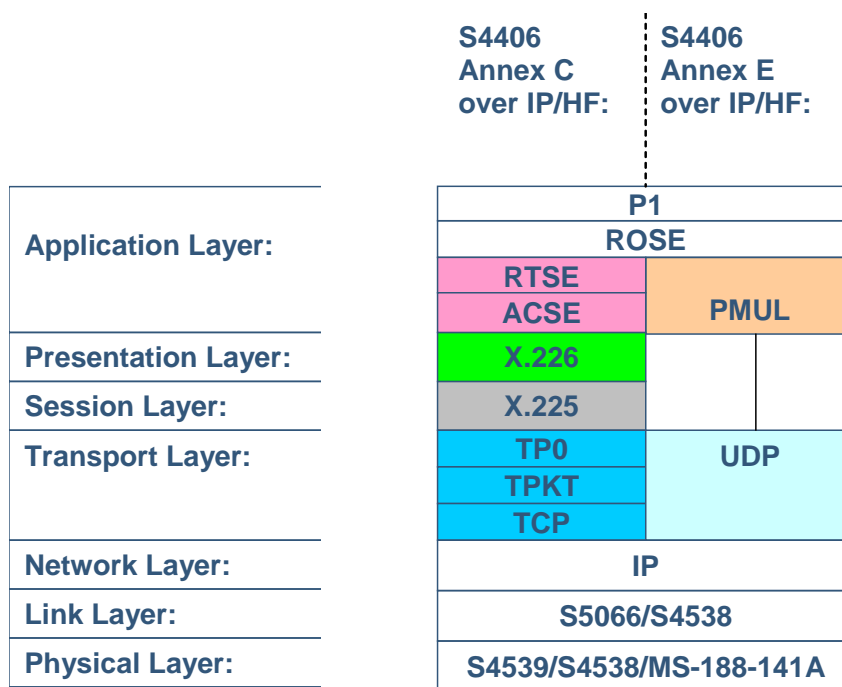 S4406
Annex C
over IP/HF:
S4406
Annex E
over IP/HF:
Application Layer:
P1
ROSE
RTSE
ACSE
PMUL
Presentation Layer:
X.226
Session Layer:
X.225
Transport Layer:
TP0
TPKT
TCP
UDP
Network Layer:
IP
Link Layer:
S5066/S4538
Physical Layer:
S4539/S4538/MS-188-141A